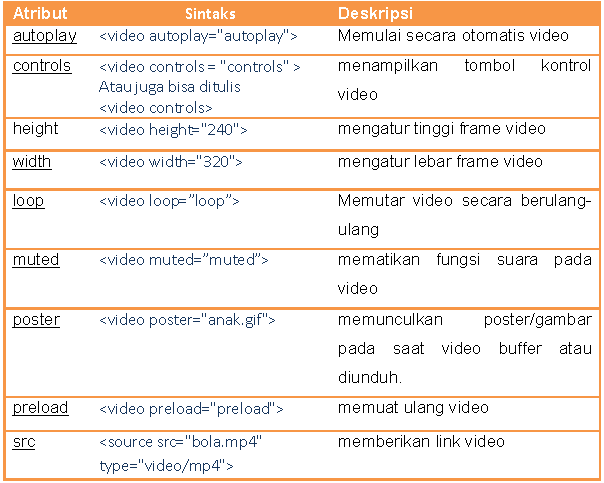 Atribut Sintaks Deskripsi
autoplay <video autoplay="autoplay"> Memulai secara otomatis video
controls <video controls = "controls" > menampilkan tombol kontrol
Atau juga bisa ditulis video
<video controls>
height <video height="240"> mengatur tinggi frame video
width <video width="320"> mengatur lebar frame video
loop <video loop=”loop”> Memutar video secara berulang-
ulang
muted <video muted=”muted”> mematikan fungsi suara pada
video
poster <video poster="anak.gif"> memunculkan poster/gambar
pada saat video buffer atau
diunduh.
preload <video preload="preload"> memuat ulang video
src <source src="bola.mp4" memberikan link video
type="video/mp4">